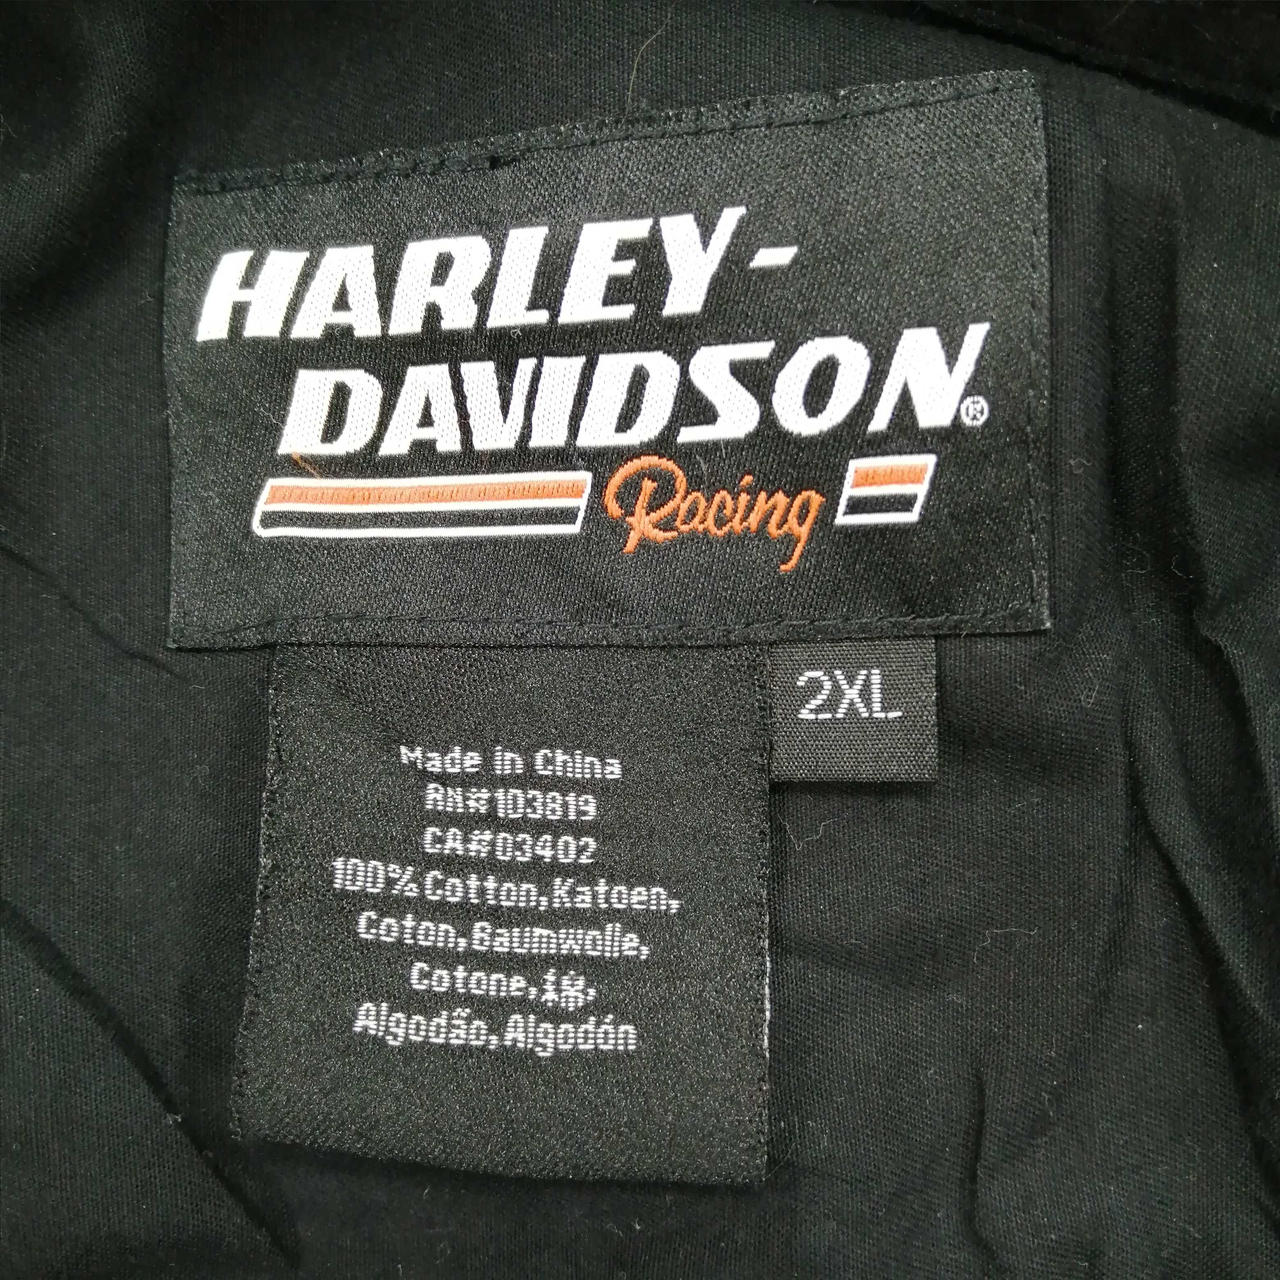 HARLEY-
DAVIDSON®
Racing
2XL
Made in China
RN#103819
CA#03402
100%Cotton,Katoen,
Coton,Baumwolle,
Cotone,棉,
Algodão,Algodón